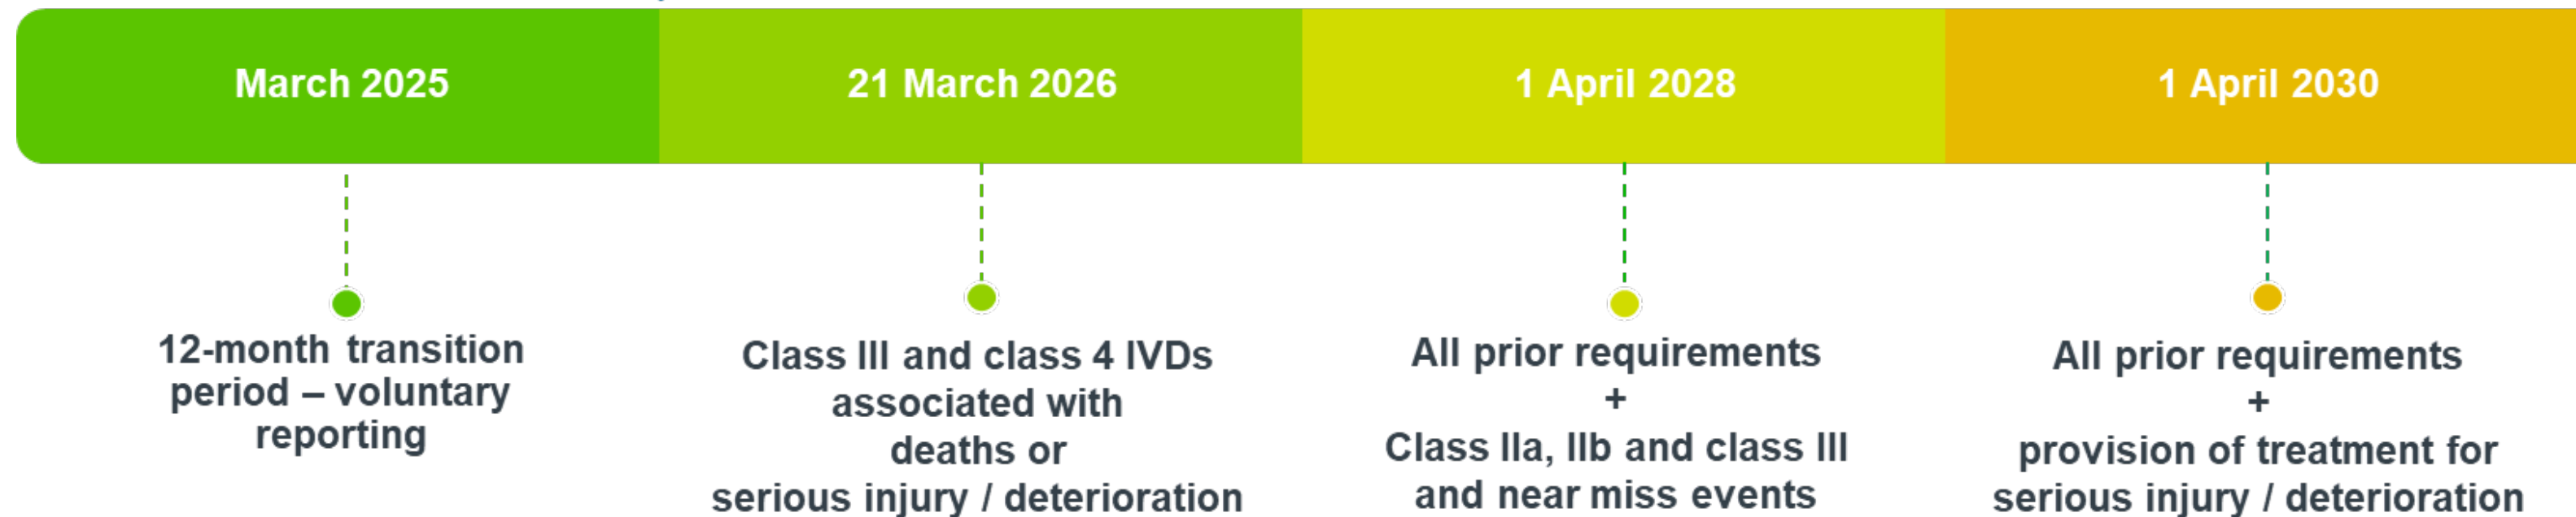 March 2025
12-month transition
period – voluntary
reporting
21 March 2026
Class III and class 4 IVDs
associated with
deaths or
serious injury / deterioration
1 April 2028
All prior requirements
+
Class IIa, IIb and class III
and near miss events
1 April 2030
All prior requirements
+
provision of treatment for
serious injury / deterioration